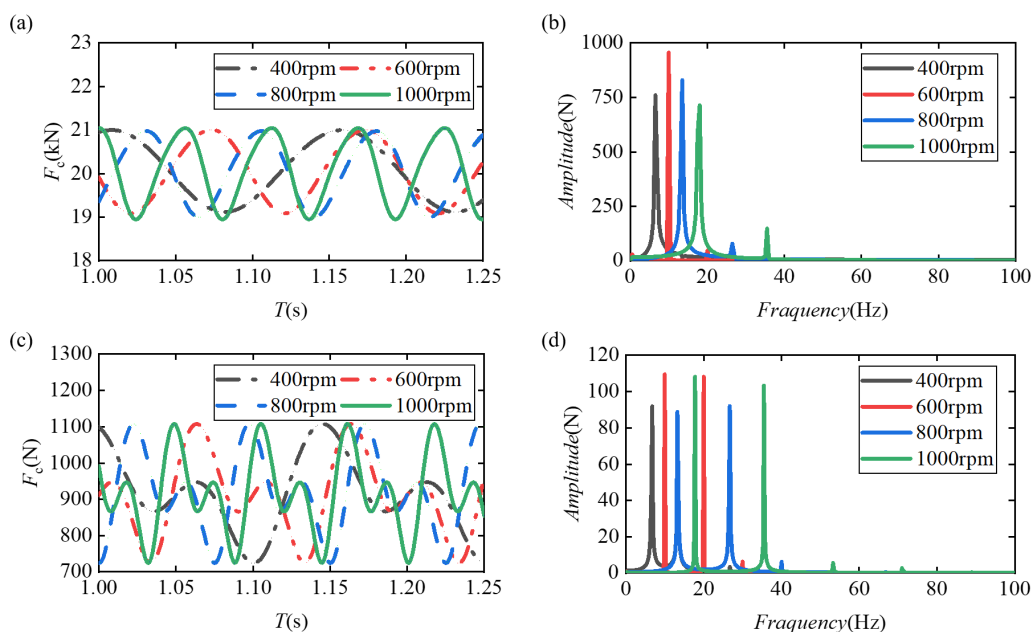 (a)
23
22
21
20
19
18
F_c(kN)
400rpm 600rpm
800rpm 1000rpm
1.00 1.05 1.10 1.15 1.20 1.25
T(s)
(b)
1000
750
500
250
0
Amplitude(N)
400rpm
600rpm
800rpm
1000rpm
0 20 40 60 80 100
Fraquency(Hz)
(c)
1300
1200
1100
1000
900
800
700
F_c(N)
400rpm 600rpm
800rpm 1000rpm
1.00 1.05 1.10 1.15 1.20 1.25
T(s)
(d)
120
100
80
60
40
20
0
Amplitude(N)
400rpm
600rpm
800rpm
1000rpm
0 20 40 60 80 100
Fraquency(Hz)